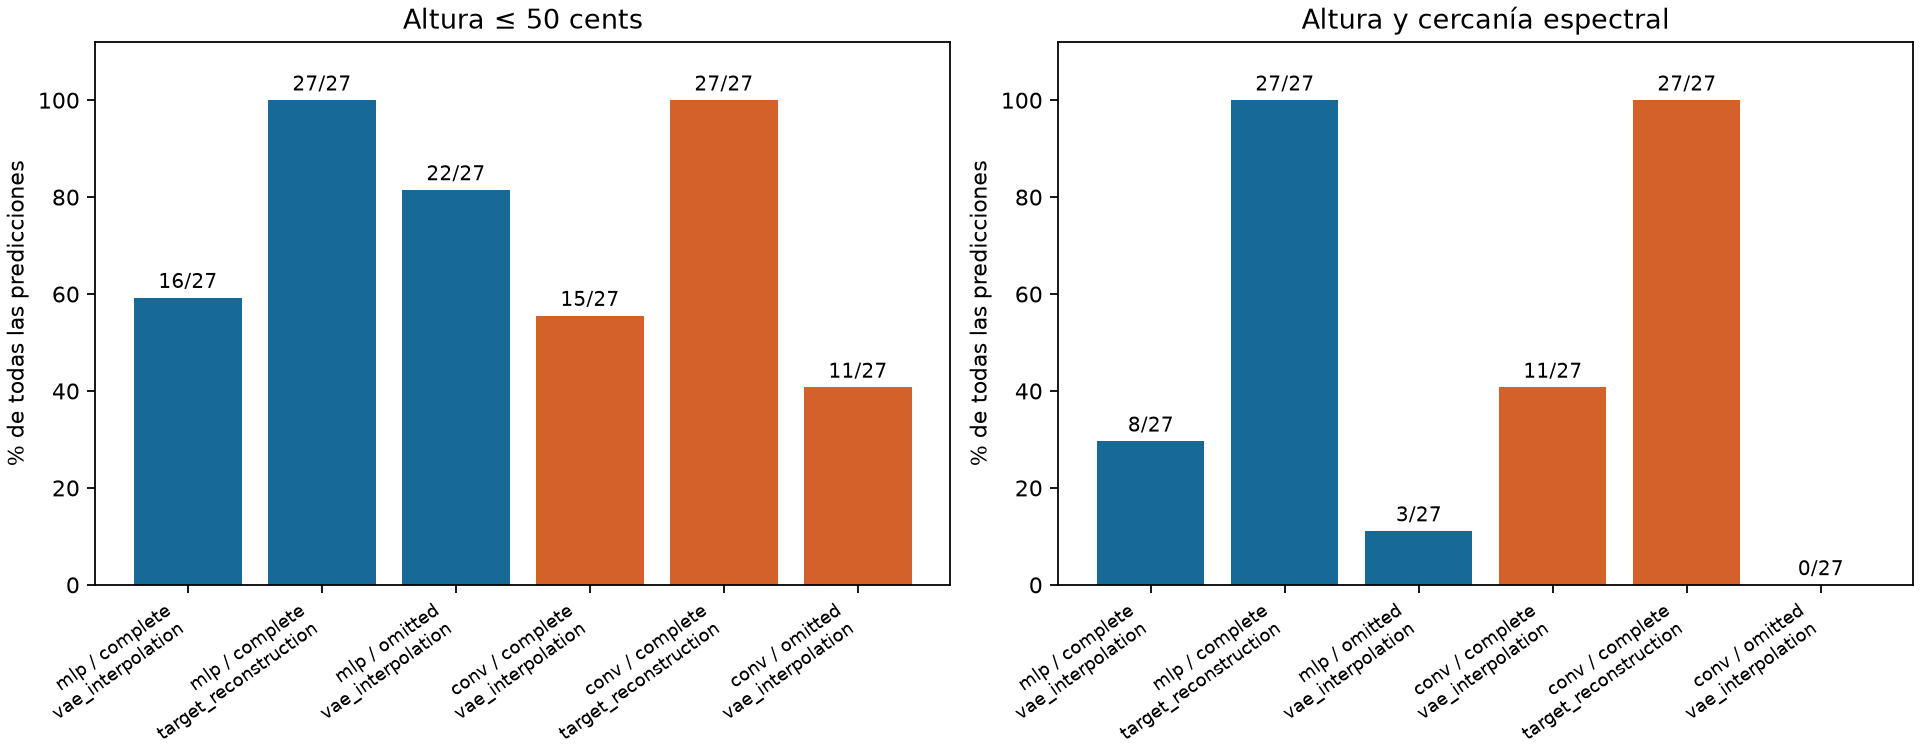 Altura ≤ 50 cents
% de todas las predicciones
100
80
60
40
20
0
16/27
27/27
22/27
15/27
27/27
11/27
mlp / complete
vae_interpolation
mlp / complete
target_reconstruction
mlp / omitted
vae_interpolation
conv / complete
vae_interpolation
conv / complete
target_reconstruction
conv / omitted
vae_interpolation
Altura y cercanía espectral
% de todas las predicciones
100
80
60
40
20
0
8/27
27/27
3/27
11/27
27/27
0/27
mlp / complete
vae_interpolation
mlp / complete
target_reconstruction
mlp / omitted
vae_interpolation
conv / complete
vae_interpolation
conv / complete
target_reconstruction
conv / omitted
vae_interpolation